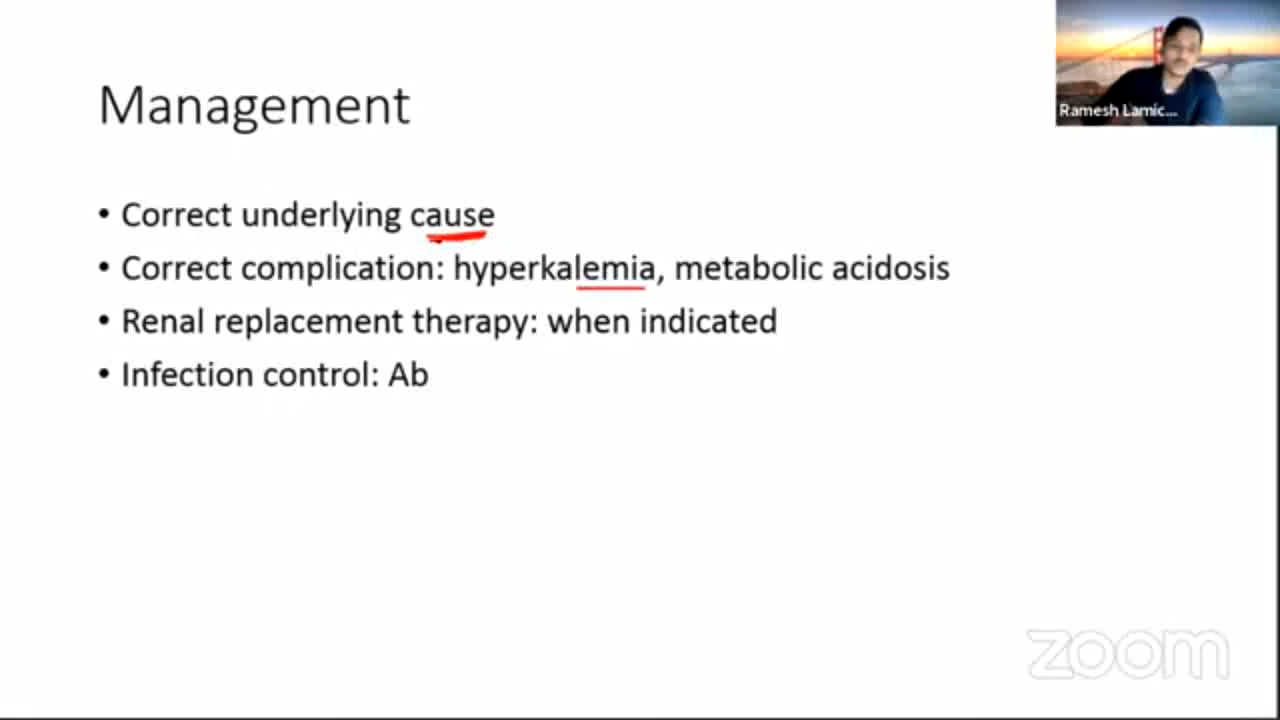 Management
Ramesh Lamic...
• Correct underlying cause
• Correct complication: hyperkalemia, metabolic acidosis
• Renal replacement therapy: when indicated
• Infection control: Ab
zoom